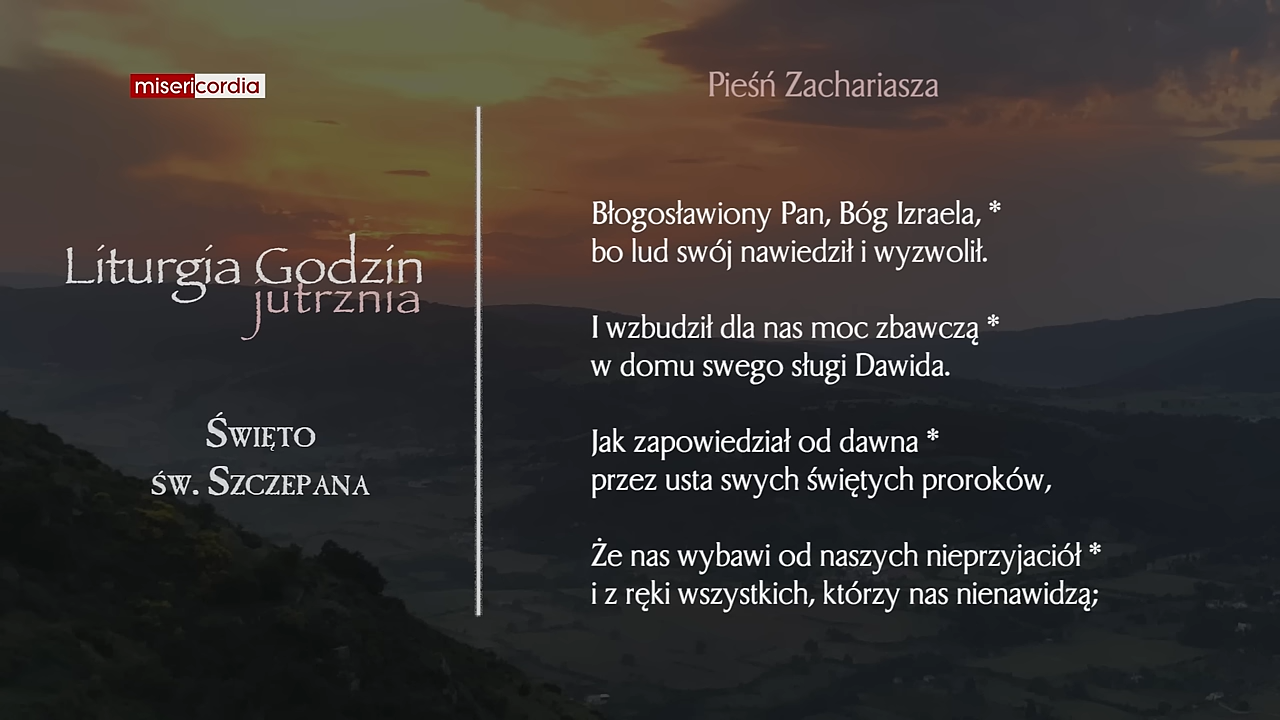 misericordia
Pieśń Zachariasza
Liturgia Godzin
jutrznia
Święto
św. Szczepana
Błogosławiony Pan, Bóg Izraela, *
bo lud swój nawiedził i wyzwolił.
I wzbudził dla nas moc zbawczą *
w domu swego sługi Dawida.
Jak zapowiedział od dawna *
przez usta swych świętych proroków,
Że nas wybawi od naszych nieprzyjaciół *
i z ręki wszystkich, którzy nas nienawidzą;